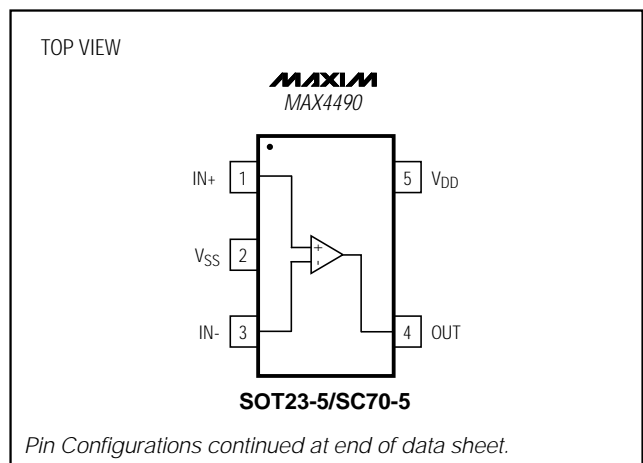 TOP VIEW
MAXIM
MAX4490
IN+ 1
5 VDD
+
VSS 2
-
IN- 3
4 OUT
SOT23-5/SC70-5
Pin Configurations continued at end of data sheet.